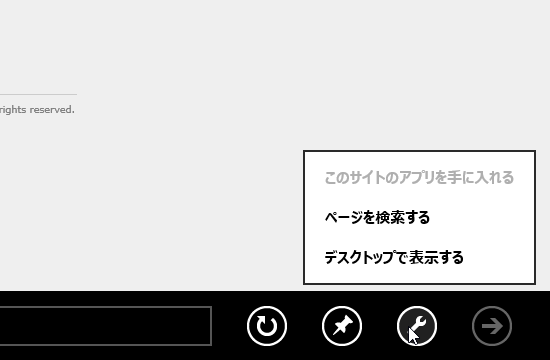 rights reserved.
このサイトのアプリを手に入れる
ページを検索する
デスクトップで表示する